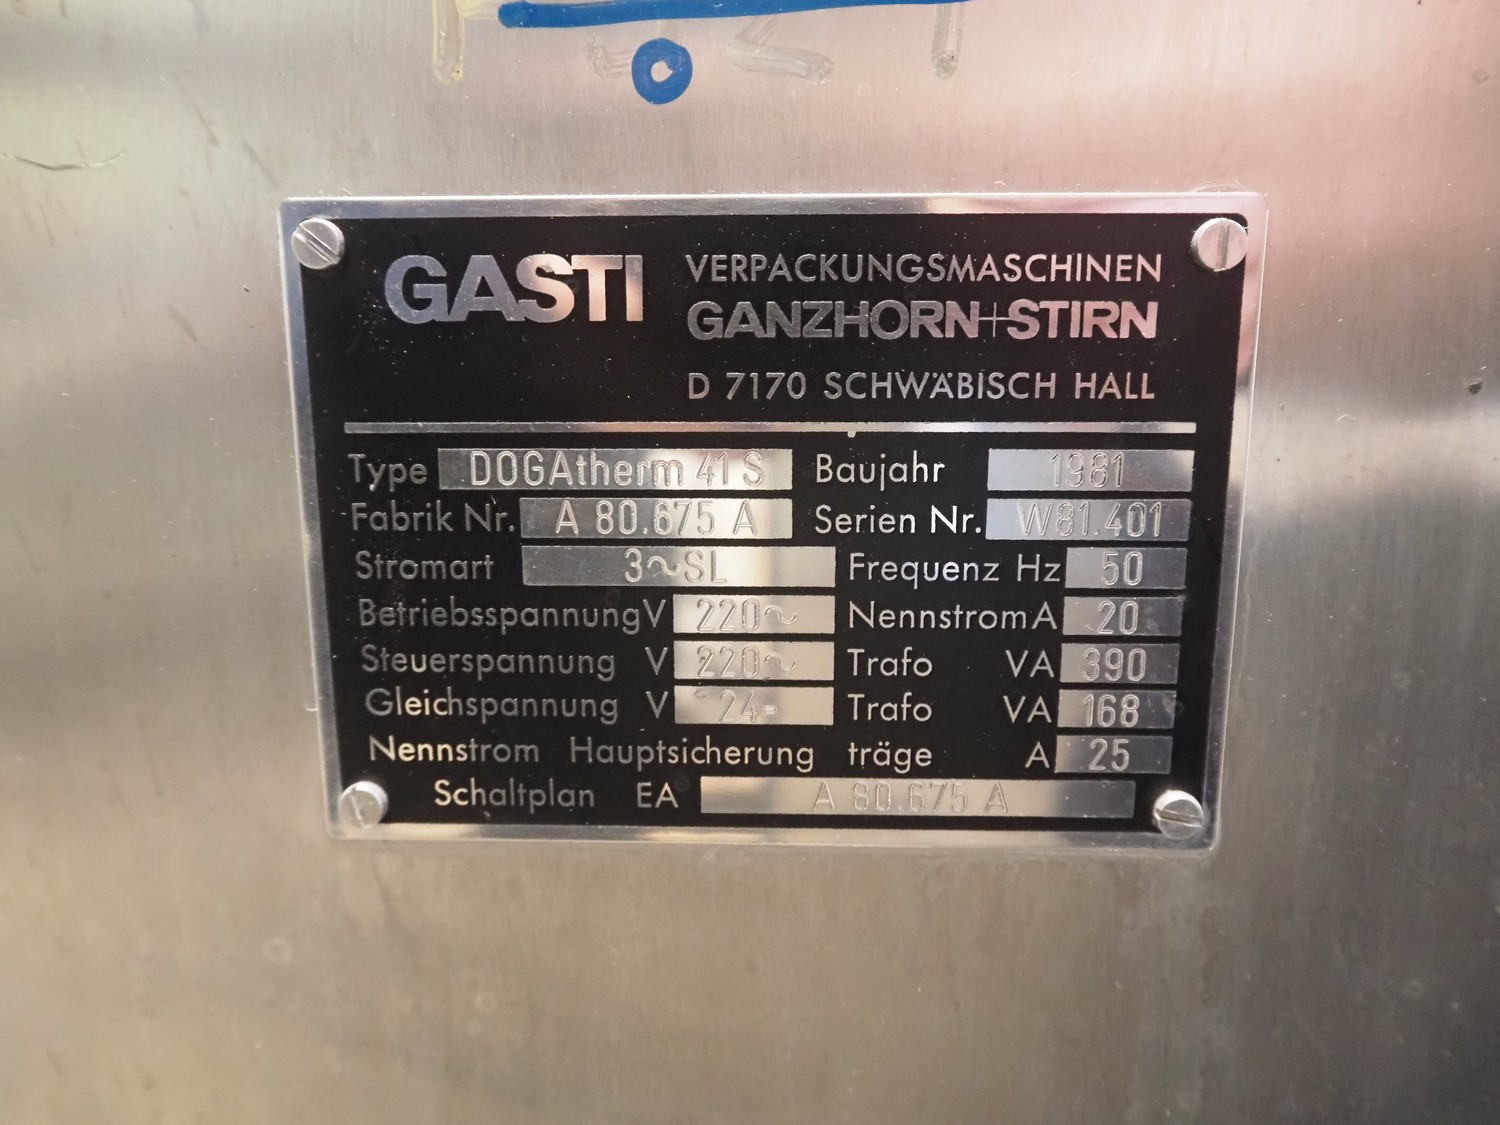 GASTI VERPACKUNGSMASCHINEN
GANZHORN+STIRN
D 7170 SCHWÄBISCH HALL
Type DOGAtherm 41 S Baujahr 1981
Fabrik Nr. A 80.675 A Serien Nr. W81.401
Stromart 3~SL Frequenz Hz 50
Betriebsspannung V 220~ Nennstrom A 20
Steuerspannung V 220~ Trafo VA 390
Gleichspannung V 24= Trafo VA 168
Nennstrom Hauptsicherung träge A 25
Schaltplan EA A 80.675 A